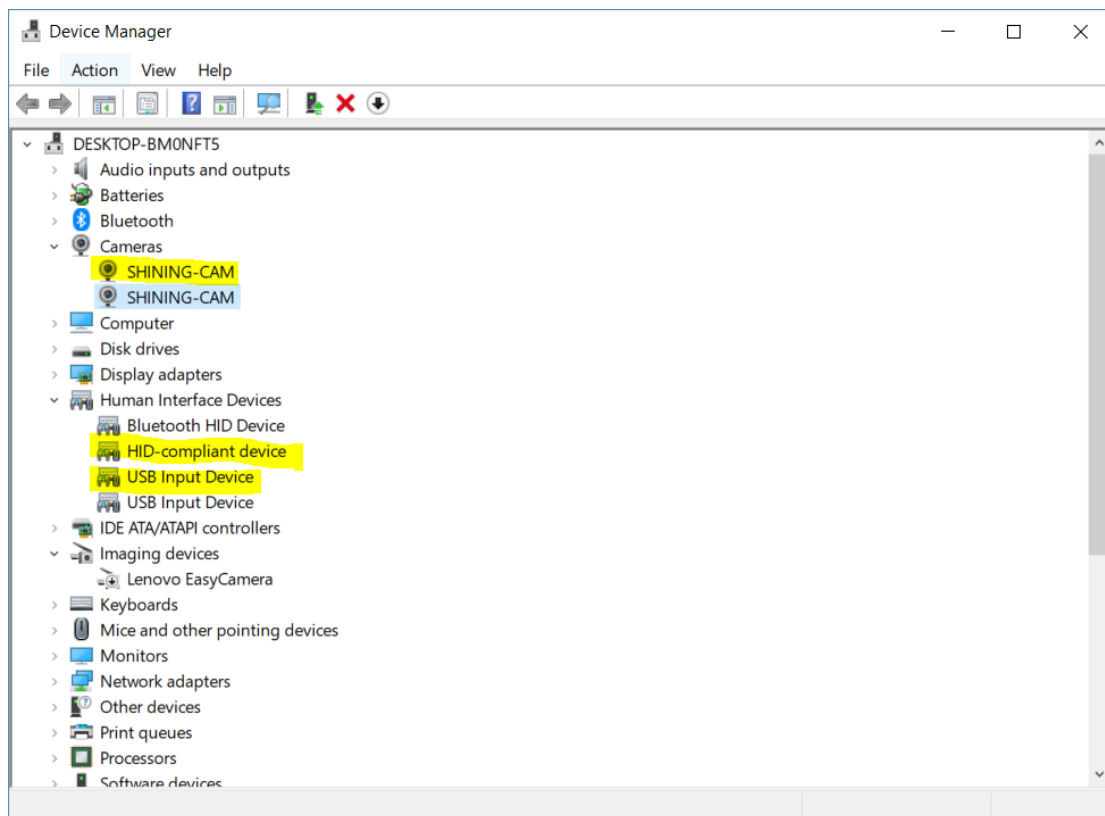 Device Manager
File Action View Help
DESKTOP-BM0NFT5
Audio inputs and outputs
Batteries
Bluetooth
Cameras
SHINING-CAM
SHINING-CAM
Computer
Disk drives
Display adapters
Human Interface Devices
Bluetooth HID Device
HID-compliant device
USB Input Device
USB Input Device
IDE ATA/ATAPI controllers
Imaging devices
Lenovo EasyCamera
Keyboards
Mice and other pointing devices
Monitors
Network adapters
Other devices
Print queues
Processors
Software devices